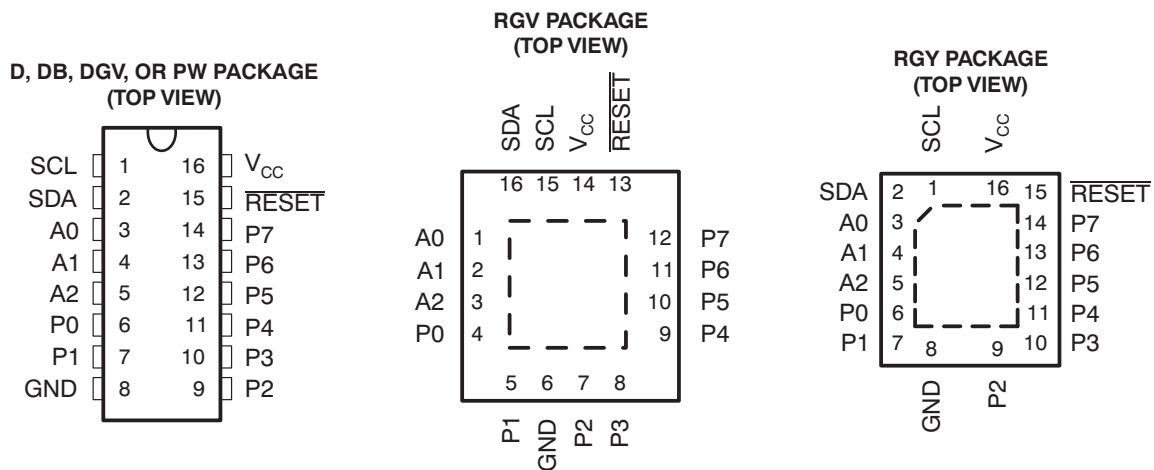 D, DB, DGV, OR PW PACKAGE
(TOP VIEW)
SCL 1 16 VCC
SDA 2 15 RESET
A0 3 14 P7
A1 4 13 P6
A2 5 12 P5
P0 6 11 P4
P1 7 10 P3
GND 8 9 P2
RGV PACKAGE
(TOP VIEW)
SDA SCL VCC RESET
16 15 14 13
A0 1 12 P7
A1 2 11 P6
A2 3 10 P5
P0 4 9 P4
5 6 7 8
P1 GND P2 P3
RGY PACKAGE
(TOP VIEW)
SCL VCC
SDA 2 1 16 15 RESET
A0 3 14 P7
A1 4 13 P6
A2 5 12 P5
P0 6 11 P4
P1 7 8 9 10 P3
GND P2